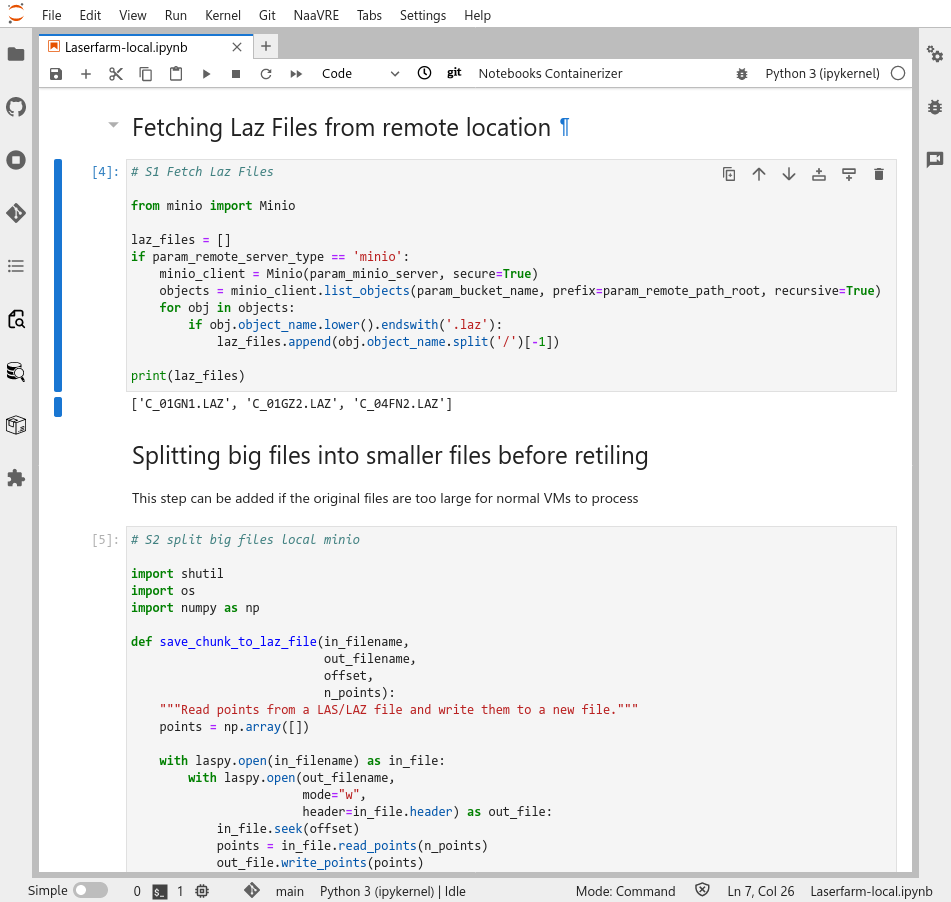 File Edit View Run Kernel Git NaaVRE Tabs Settings Help
Laserfarm-local.ipynb
Code git Notebooks Containerizer Python 3 (ipykernel)
Fetching Laz Files from remote location ¶
[4]: # S1 Fetch Laz Files
from minio import Minio
laz_files = []
if param_remote_server_type == 'minio':
    minio_client = Minio(param_minio_server, secure=True)
    objects = minio_client.list_objects(param_bucket_name, prefix=param_remote_path_root, recursive=True)
    for obj in objects:
        if obj.object_name.lower().endswith('.laz'):
            laz_files.append(obj.object_name.split('/')[-1])
print(laz_files)
['C_01GN1.LAZ', 'C_01GZ2.LAZ', 'C_04FN2.LAZ']
Splitting big files into smaller files before retiling
This step can be added if the original files are too large for normal VMs to process
[5]: # S2 split big files local minio
import shutil
import os
import numpy as np
def save_chunk_to_laz_file(in_filename,
                           out_filename,
                           offset,
                           n_points):
    """Read points from a LAS/LAZ file and write them to a new file."""
    points = np.array([])
    with laspy.open(in_filename) as in_file:
        with laspy.open(out_filename,
                        mode="w",
                        header=in_file.header) as out_file:
            in_file.seek(offset)
            points = in_file.read_points(n_points)
            out_file.write_points(points)
Simple 0 $_ 1 main Python 3 (ipykernel) | Idle Mode: Command Ln 7, Col 26 Laserfarm-local.ipynb